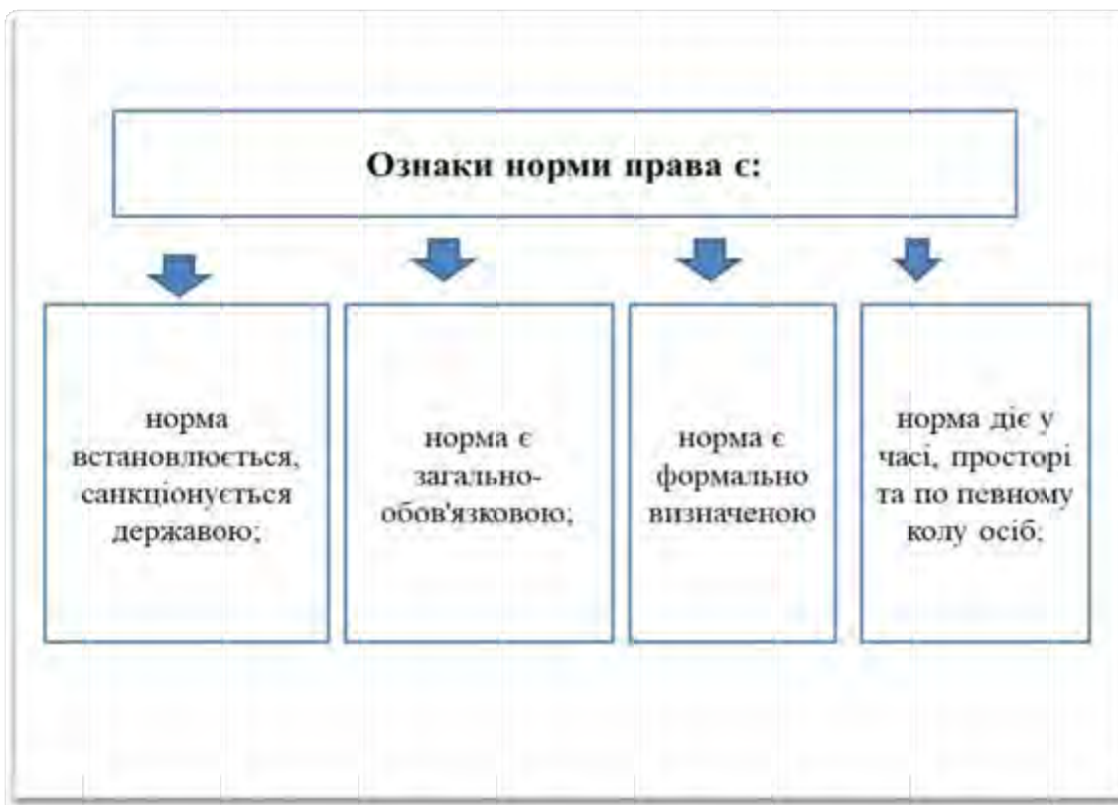 Ознаки норми права є:
норма
встановлюється,
санкціонується
державою;
норма є
загально-
обов'язковою;
норма є
формально
визначеною
норма діє у
часі, просторі
та по певному
колу осіб;